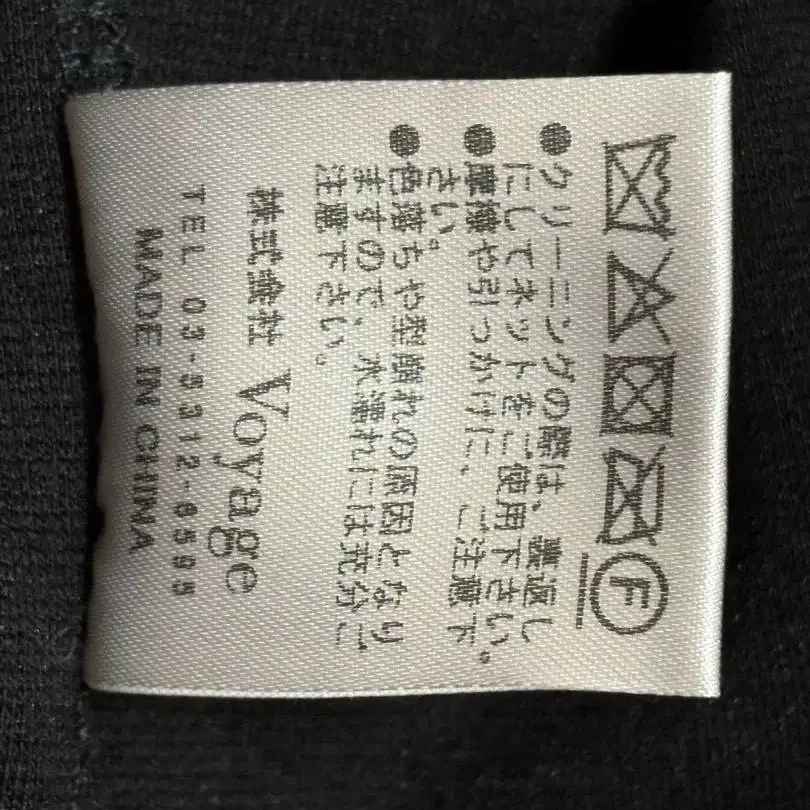 F
●クリーニングの際は、裏返し
にしてネットをご使用下さい。
●摩擦や引っかけに、ご注意下
さい。
●色落ちや型崩れの原因となり
ますので、水濡れには充分ご
注意下さい。
株式会社 Voyage
TEL 03-5312-6595
MADE IN CHINA